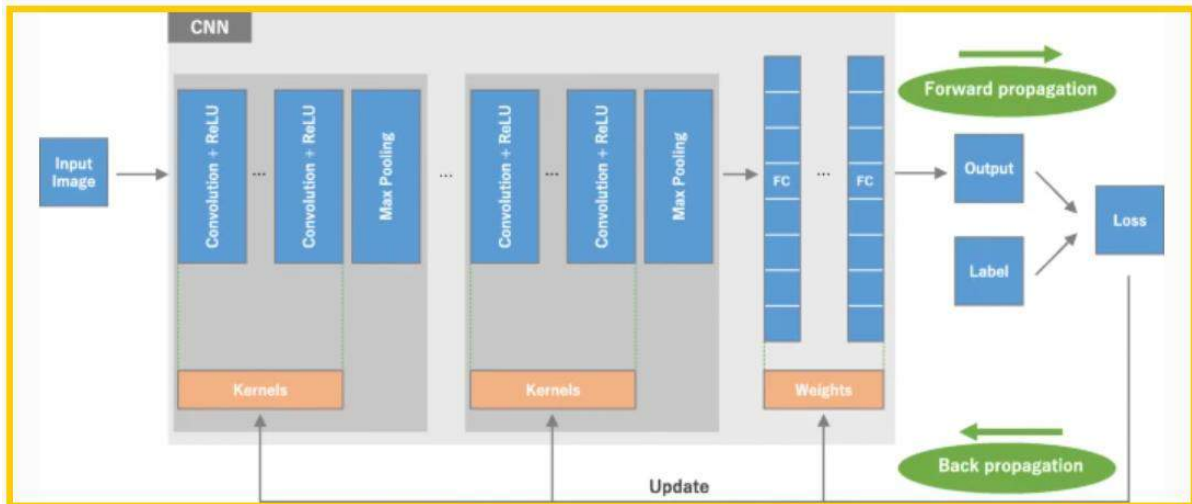 CNN
Forward propagation
Input
Image
Convolution + ReLU
...
Convolution + ReLU
Max Pooling
...
Convolution + ReLU
...
Convolution + ReLU
Max Pooling
FC
...
FC
Output
Label
Loss
Kernels
Kernels
Weights
Back propagation
Update